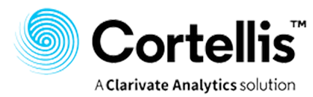 Cortellis™
A Clarivate Analytics solution